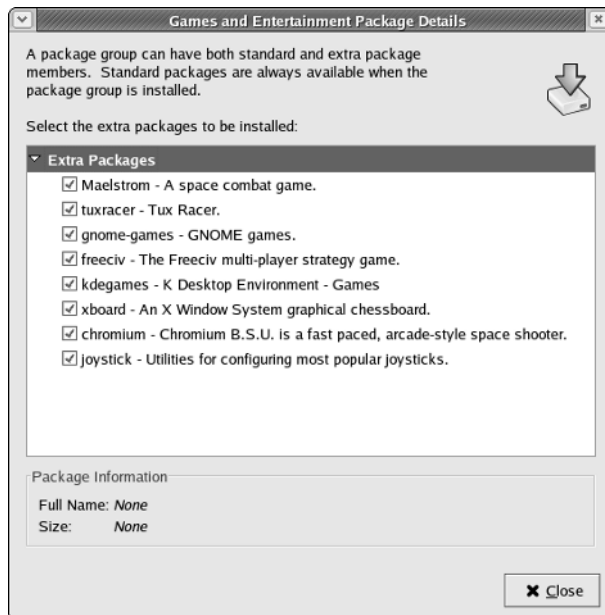 Games and Entertainment Package Details
A package group can have both standard and extra package
members. Standard packages are always available when the
package group is installed.
Select the extra packages to be installed:
Extra Packages
Maelstrom - A space combat game.
tuxracer - Tux Racer.
gnome-games - GNOME games.
freeciv - The Freeciv multi-player strategy game.
kdegames - K Desktop Environment - Games
xboard - An X Window System graphical chessboard.
chromium - Chromium B.S.U. is a fast paced, arcade-style space shooter.
joystick - Utilities for configuring most popular joysticks.
Package Information
Full Name: None
Size: None
Close